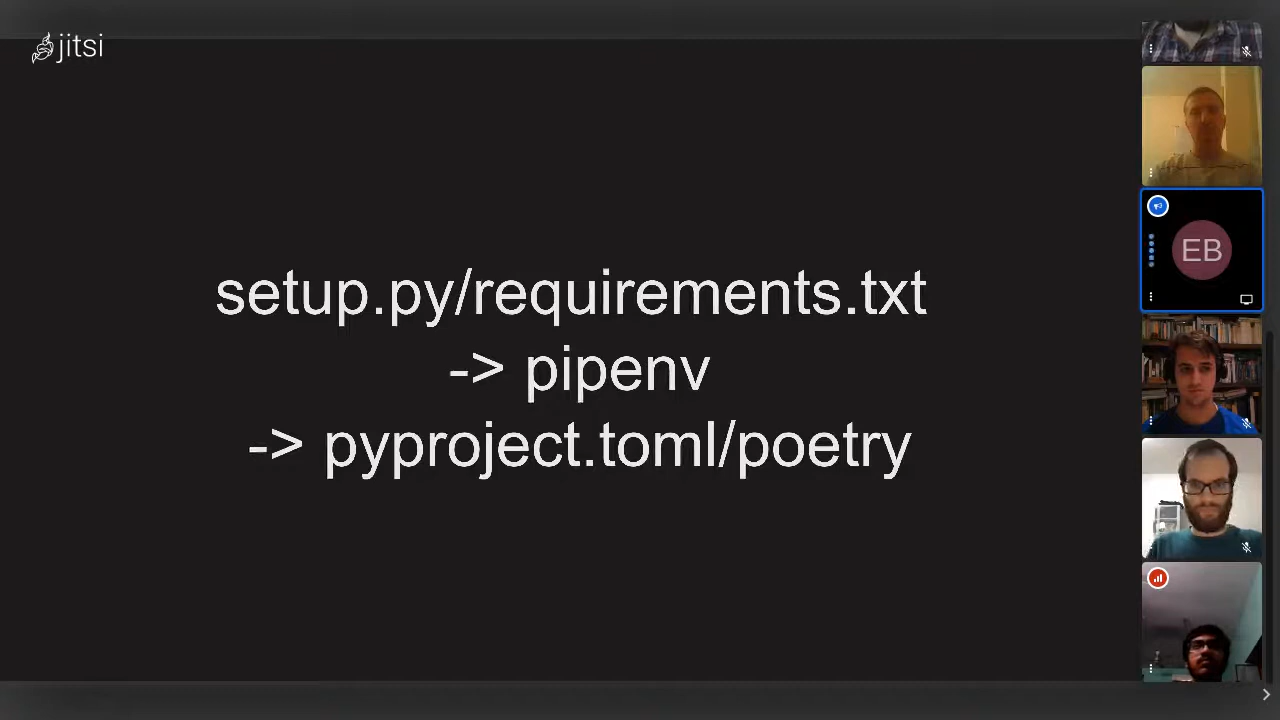 jitsi
setup.py/requirements.txt
-> pipenv
-> pyproject.toml/poetry
EB